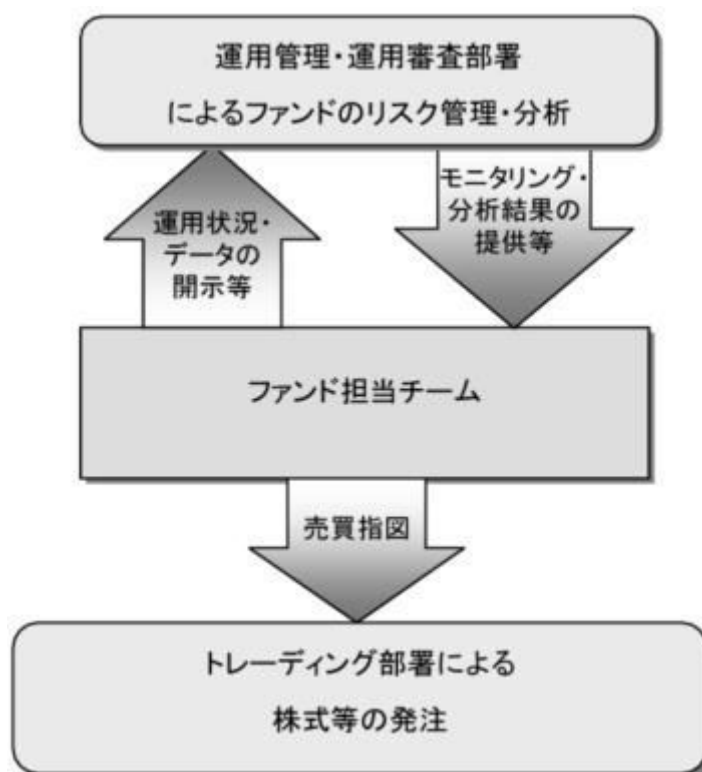 運用管理・運用審査部署
によるファンドのリスク管理・分析
運用状況・
データの
開示等
モニタリング・
分析結果の
提供等
ファンド担当チーム
売買指図
トレーディング部署による
株式等の発注